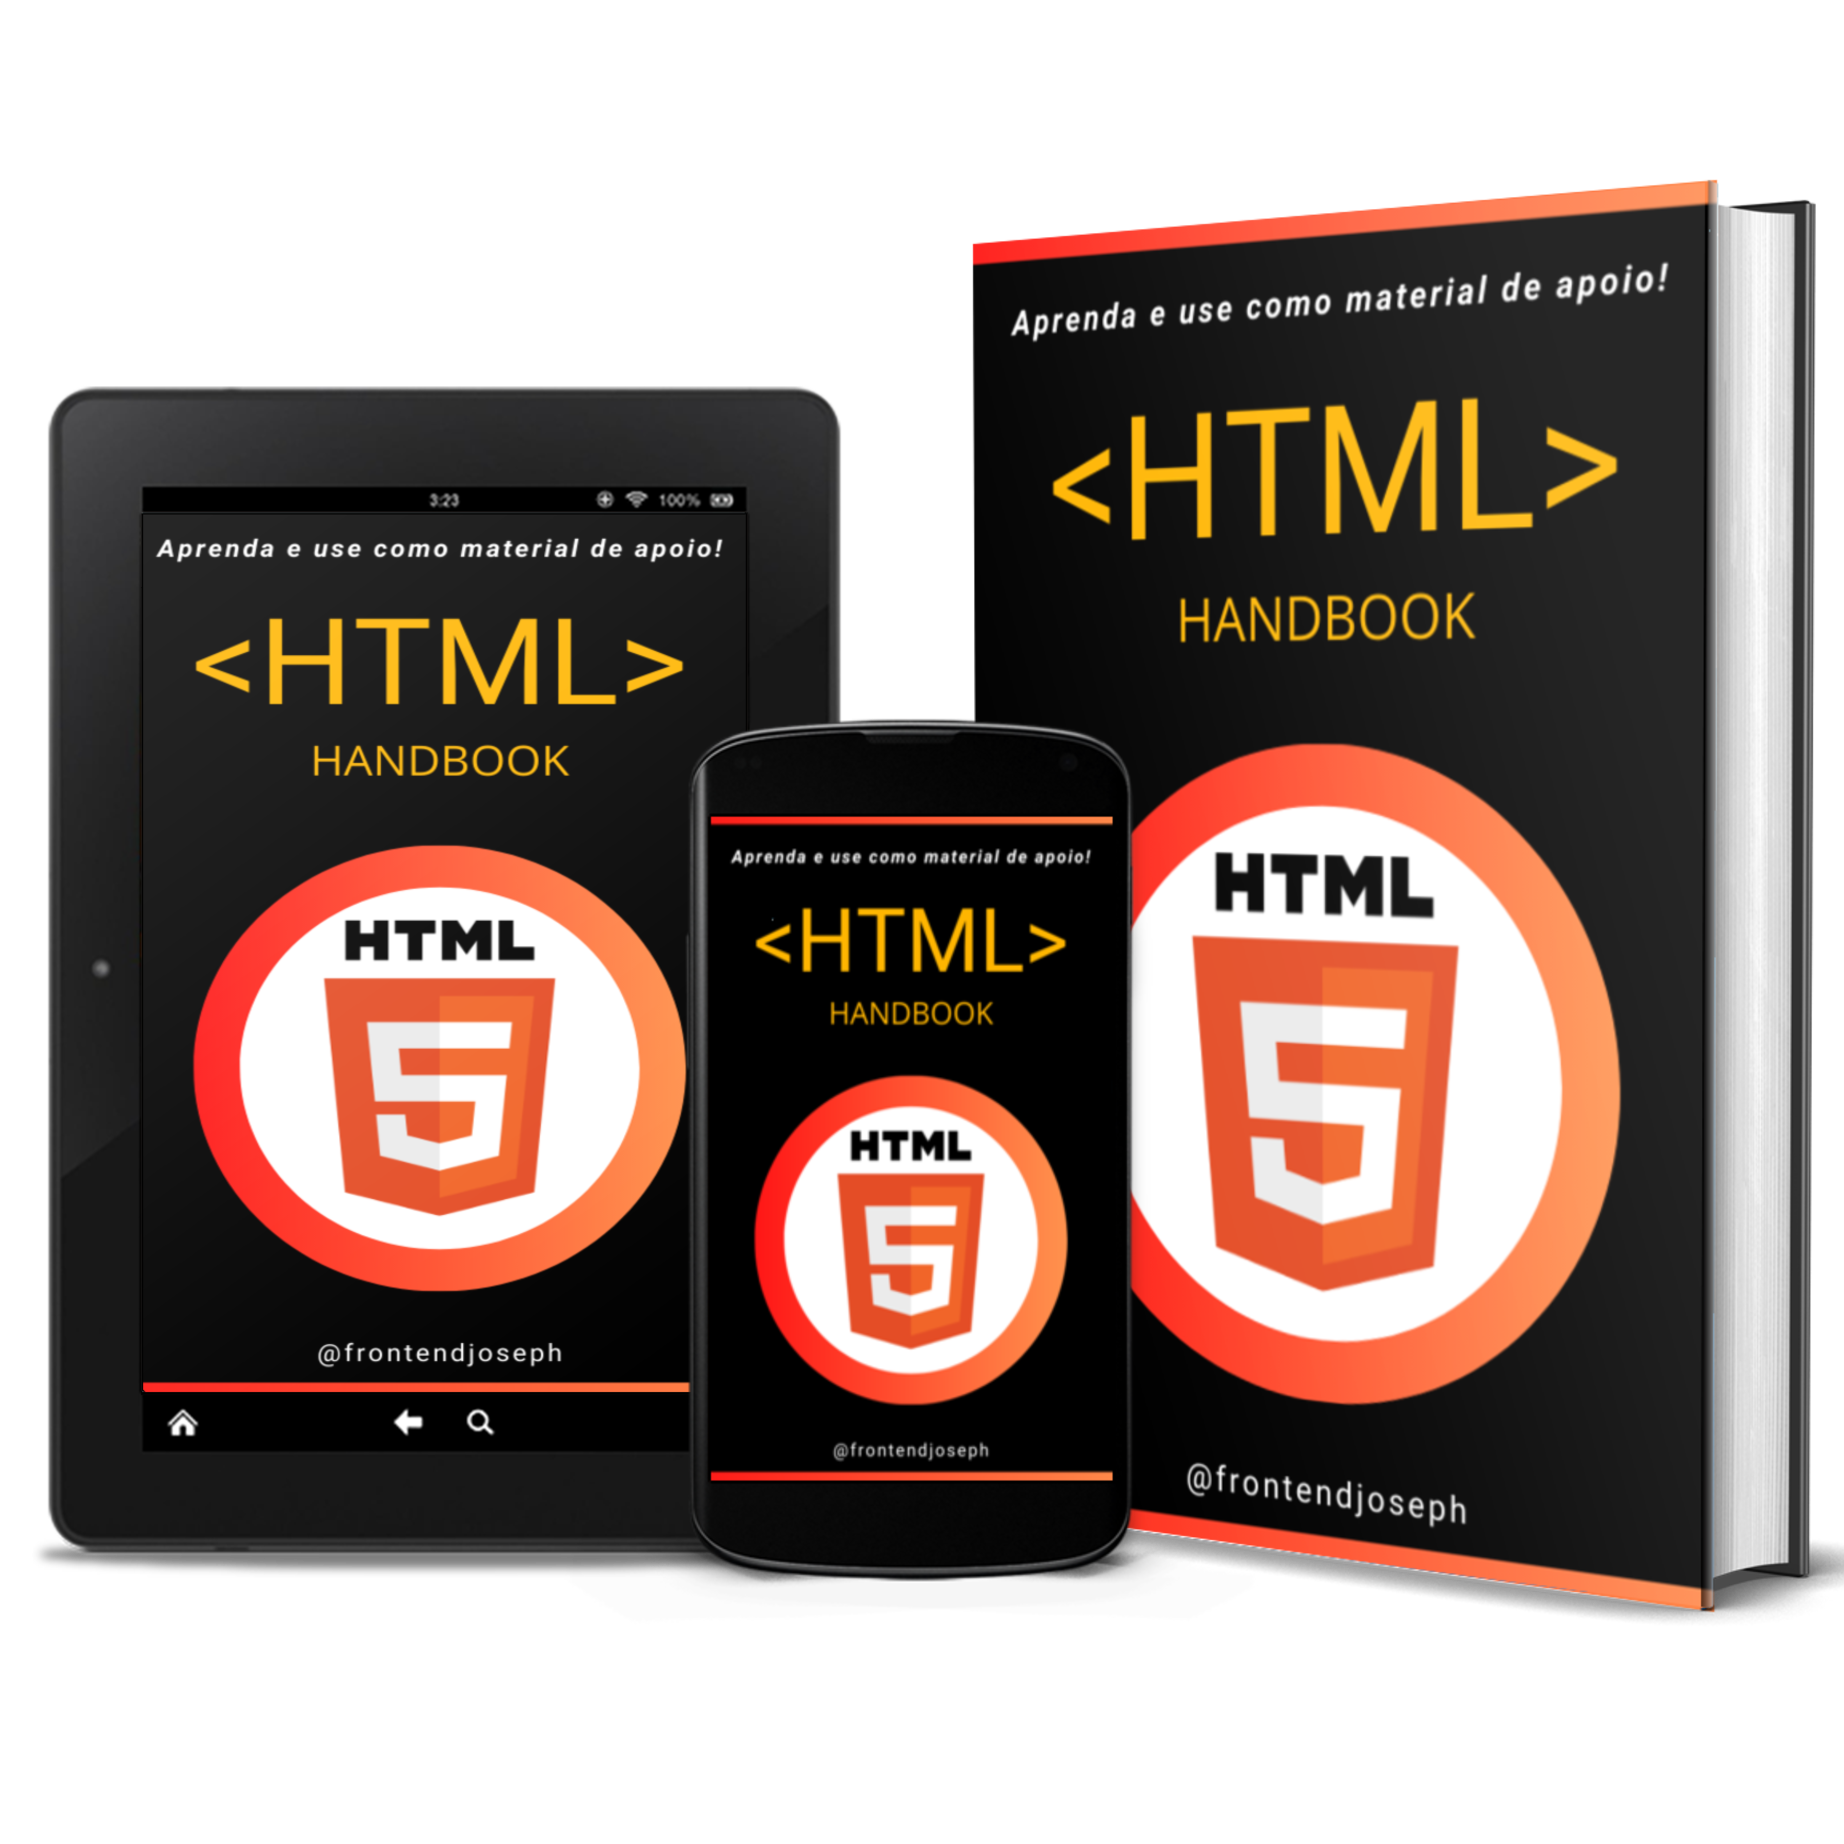 3:23
100%
Aprenda e use como material de apoio!
<HTML>
HANDBOOK
HTML
5
@frontendjoseph
Aprenda e use como material de apoio!
<HTML>
HANDBOOK
HTML
5
@frontendjoseph
Aprenda e use como material de apoio!
<HTML>
HANDBOOK
HTML
5
@frontendjoseph